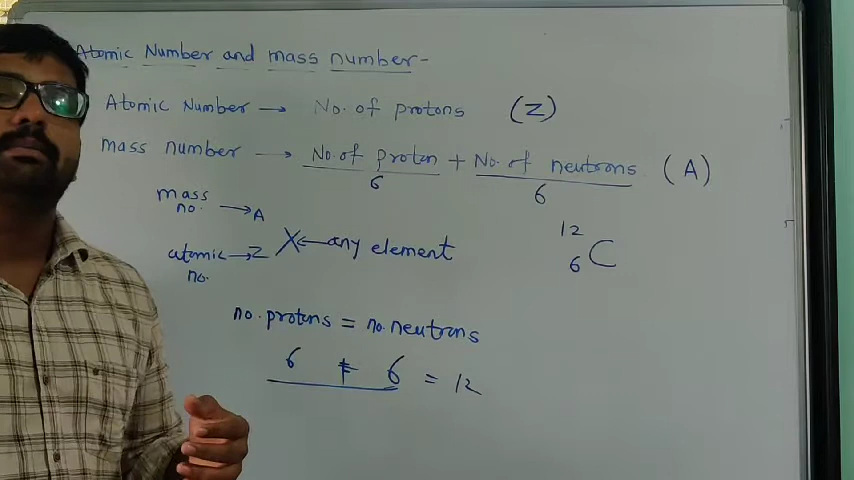 Atomic Number and mass number-
Atomic Number → No. of protons (Z)
mass number → No. of proton + No. of neutrons (A)
6 6
mass no. → A
atomic no. → Z X ← any element
12
6 C
no. protons = no. neutrons
6 + 6 = 12